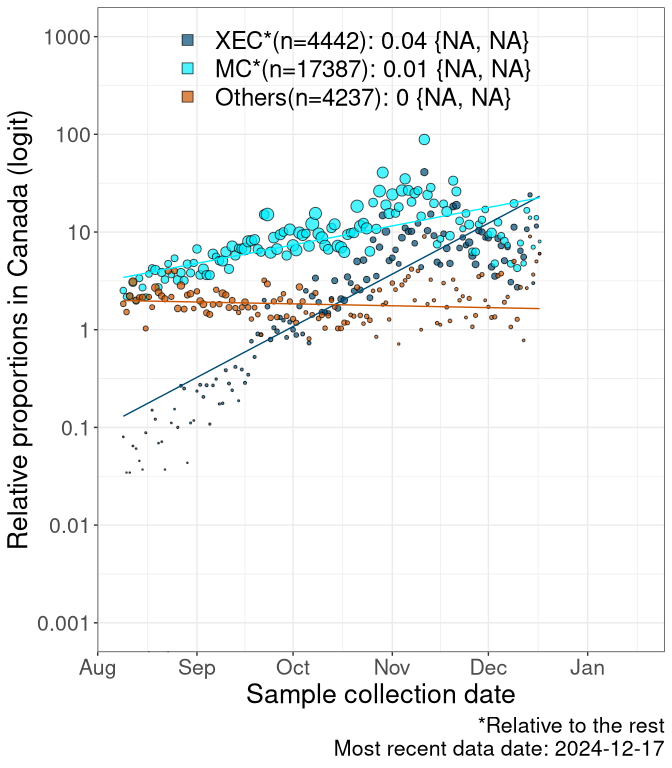 XEC*(n=4442): 0.04 {NA, NA}
MC*(n=17387): 0.01 {NA, NA}
Others(n=4237): 0 {NA, NA}
Relative proportions in Canada (logit)
1000
100
10
1
0.1
0.01
0.001
Aug Sep Oct Nov Dec Jan
Sample collection date
*Relative to the rest
Most recent data date: 2024-12-17